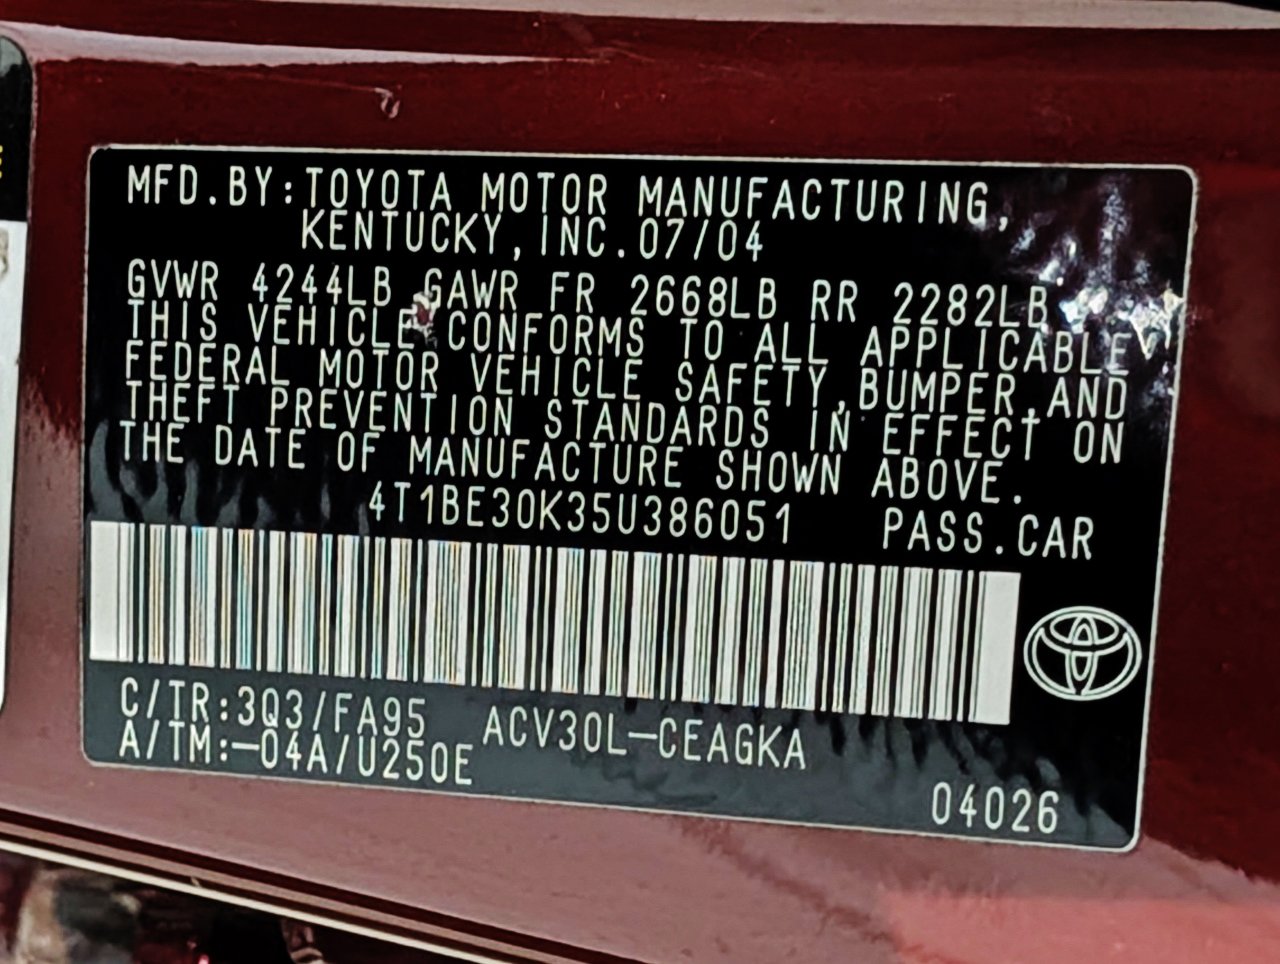 MFD.BY:TOYOTA MOTOR MANUFACTURING,
KENTUCKY,INC.07/04
GVWR 4244LB GAWR FR 2668LB RR 2282LB
THIS VEHICLE CONFORMS TO ALL APPLICABLE
FEDERAL MOTOR VEHICLE SAFETY,BUMPER,AND
THEFT PREVENTION STANDARDS IN EFFECT ON
THE DATE OF MANUFACTURE SHOWN ABOVE.
4T1BE30K35U386051 PASS.CAR
C/TR:3Q3/FA95 ACV30L-CEAGKA
A/TM:-04A/U250E
04026